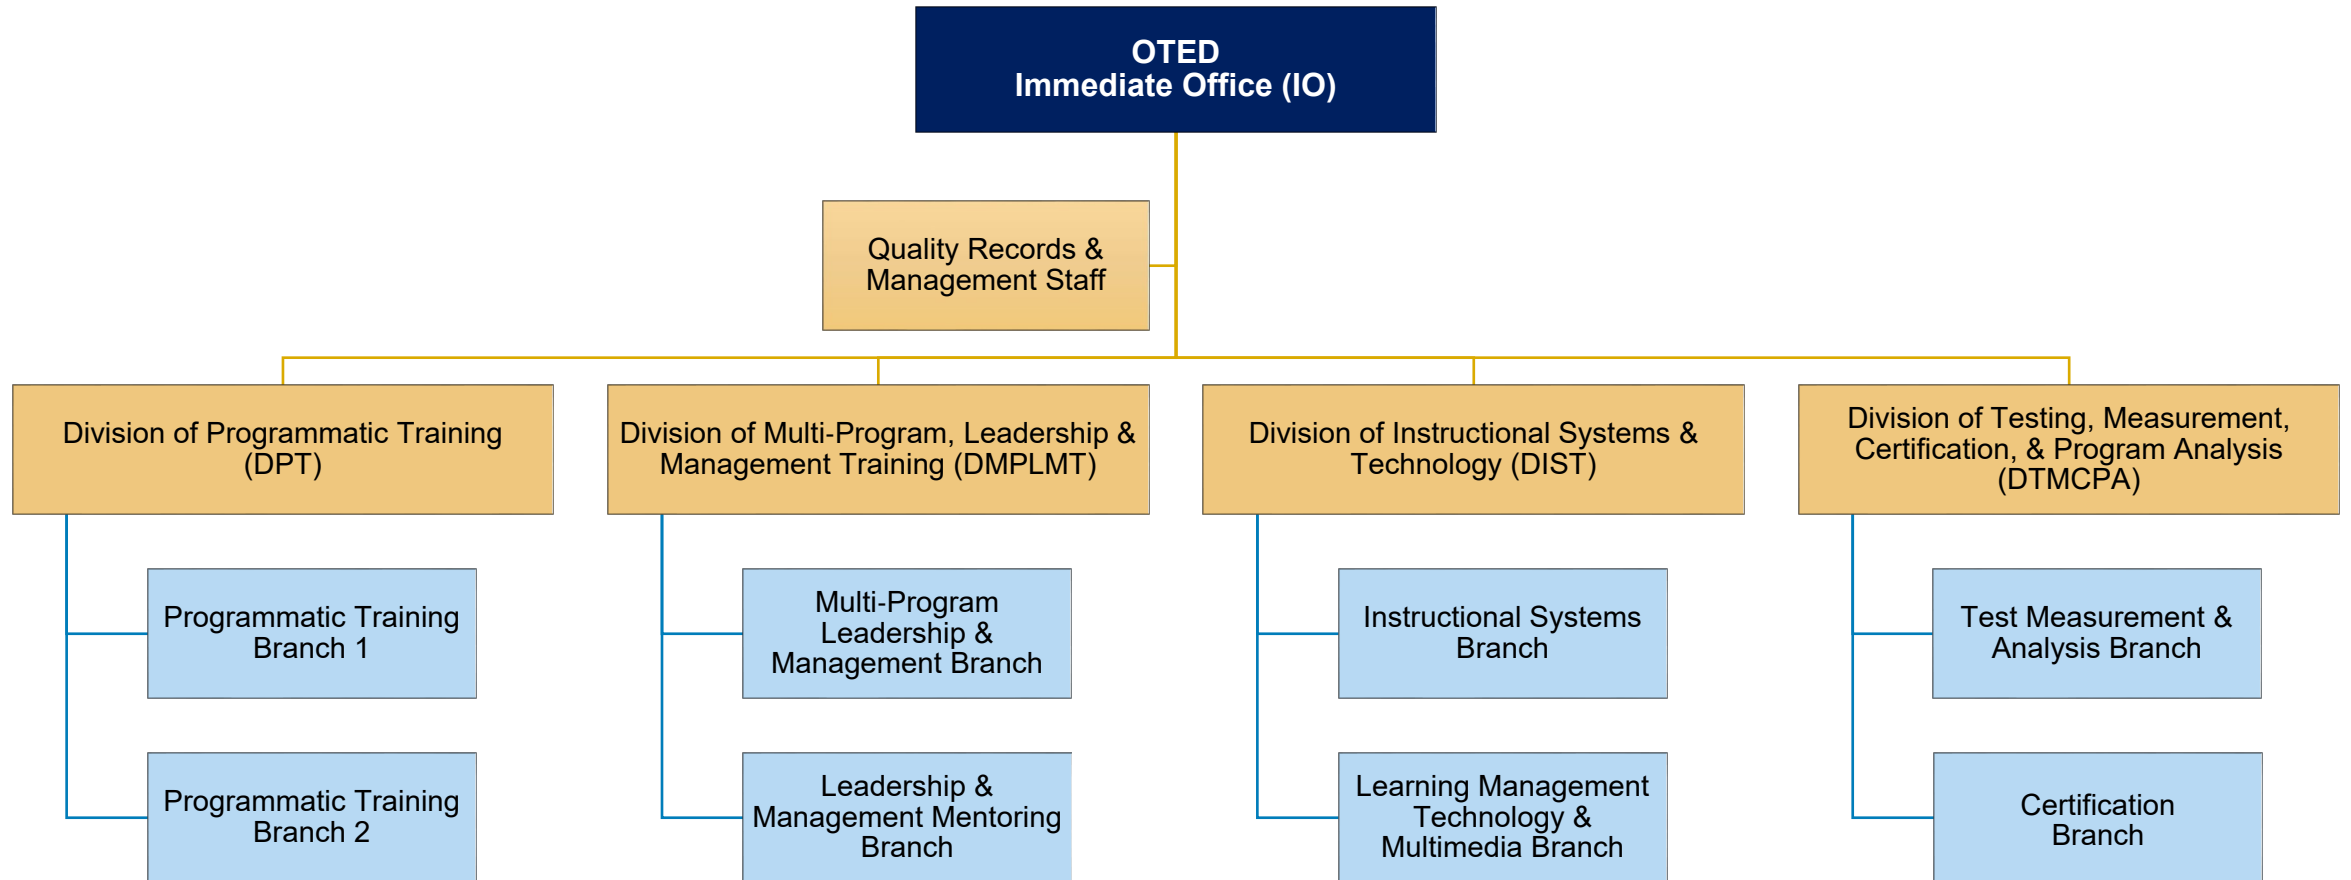 OTED
Immediate Office (IO)
Quality Records &
Management Staff
Division of Programmatic Training
(DPT)
Division of Multi-Program, Leadership &
Management Training (DMPLMT)
Division of Instructional Systems &
Technology (DIST)
Division of Testing, Measurement,
Certification, & Program Analysis
(DTMCPA)
Programmatic Training
Branch 1
Multi-Program
Leadership &
Management Branch
Instructional Systems
Branch
Test Measurement &
Analysis Branch
Programmatic Training
Branch 2
Leadership &
Management Mentoring
Branch
Learning Management
Technology &
Multimedia Branch
Certification
Branch